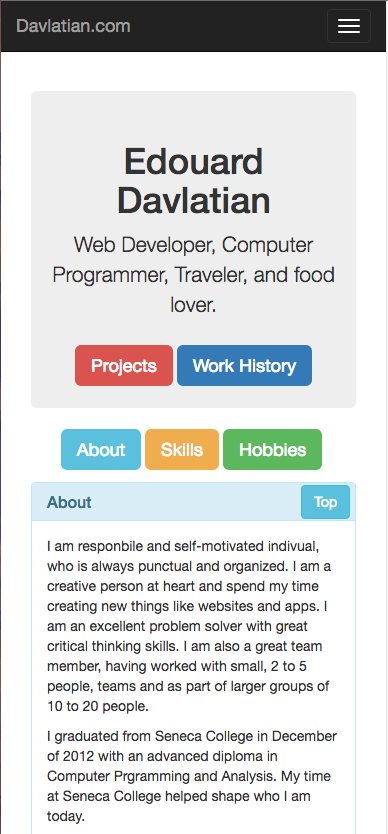 Davlatian.com
Edouard
Davlatian
Web Developer, Computer
Programmer, Traveler, and food
lover.
Projects Work History
About Skills Hobbies
About Top
I am responbile and self-motivated indivual,
who is always punctual and organized. I am a
creative person at heart and spend my time
creating new things like websites and apps. I
am an excellent problem solver with great
critical thinking skills. I am also a great team
member, having worked with small, 2 to 5
people, teams and as part of larger groups of
10 to 20 people.
I graduated from Seneca College in December
of 2012 with an advanced diploma in
Computer Prgramming and Analysis. My time
at Seneca College helped shape who I am
today.